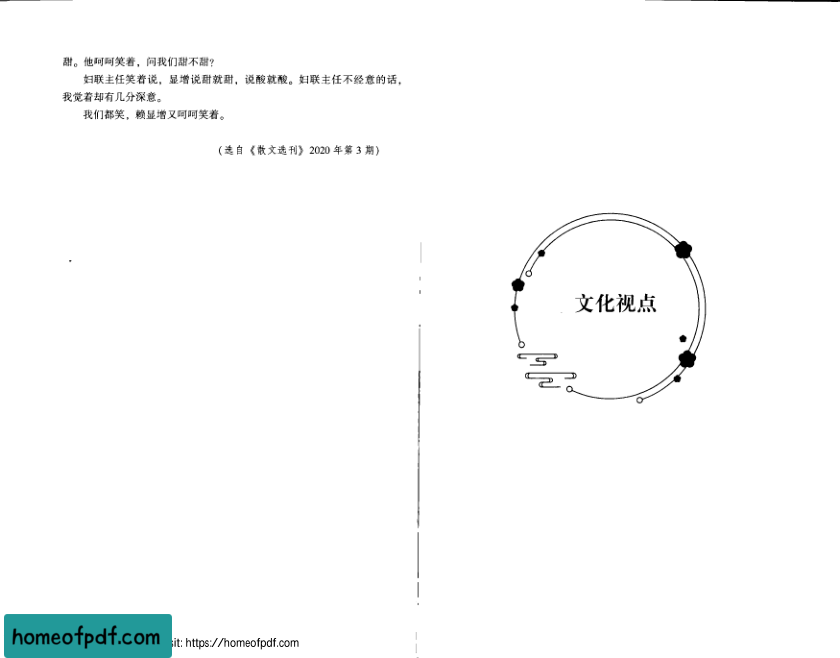 甜。他呵呵笑着，问我们甜不甜？
妇联主任笑着说，显增说甜就甜，说酸就酸。妇联主任不经意的话，
我觉着却有几分深意。
我们都笑，赖显增又呵呵笑着。
（选自《散文选刊》2020 年第 3 期）
文化视点
homeofpdf.com
sit: https://homeofpdf.com